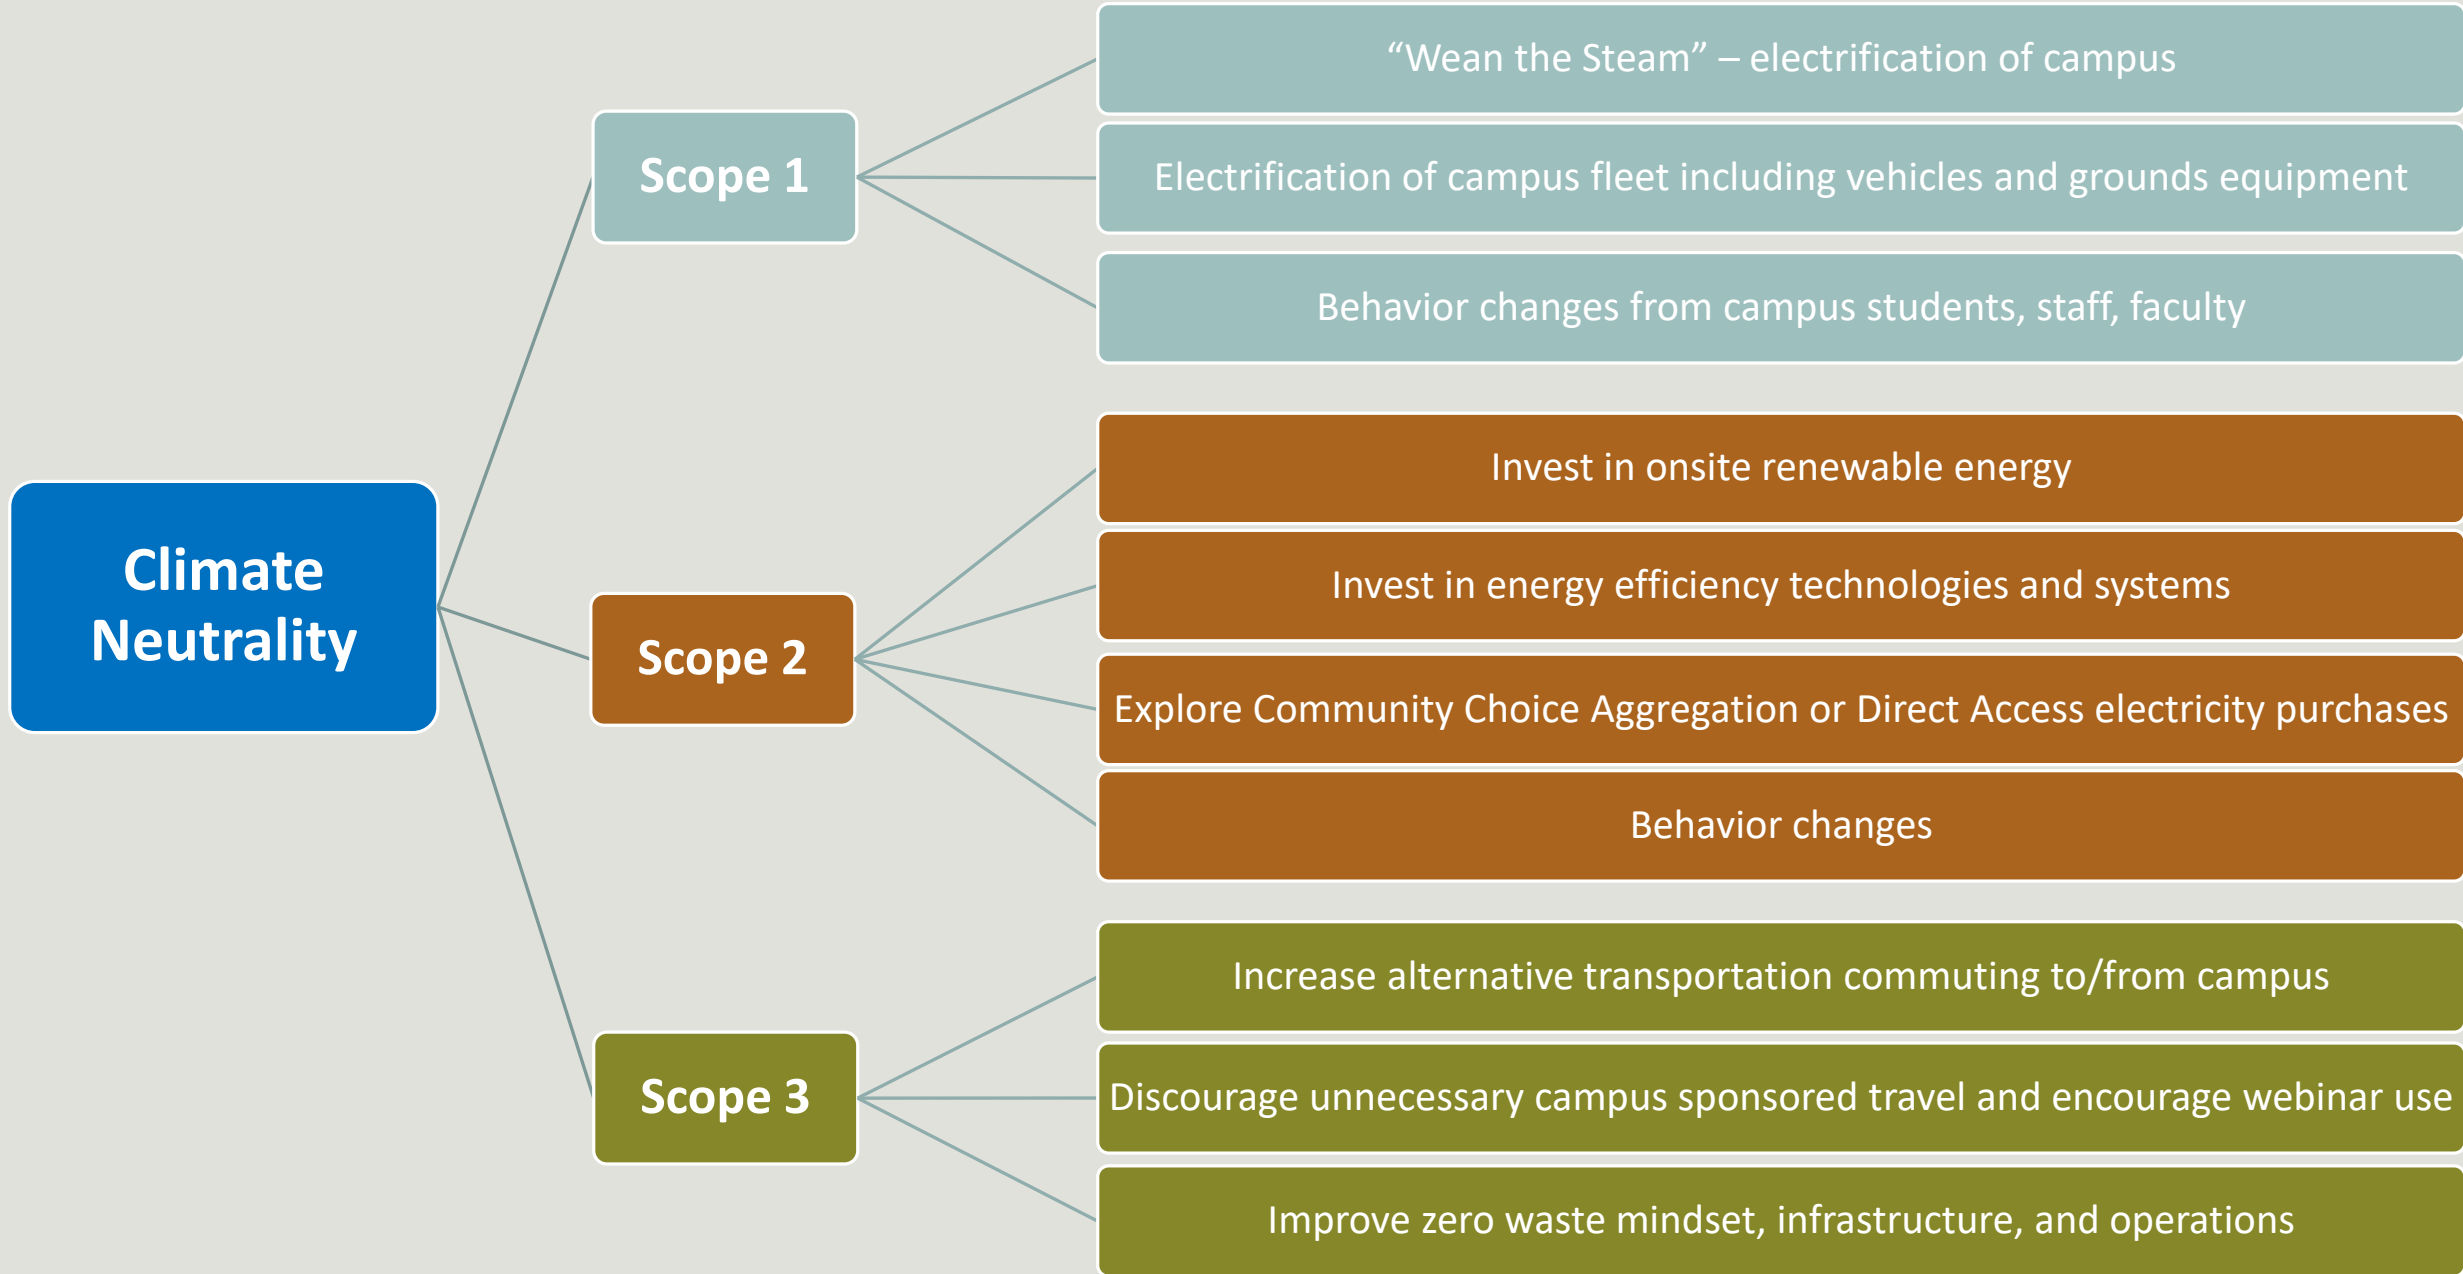 Climate
Neutrality
Scope 1
“Wean the Steam” – electrification of campus
Electrification of campus fleet including vehicles and grounds equipment
Behavior changes from campus students, staff, faculty
Scope 2
Invest in onsite renewable energy
Invest in energy efficiency technologies and systems
Explore Community Choice Aggregation or Direct Access electricity purchases
Behavior changes
Scope 3
Increase alternative transportation commuting to/from campus
Discourage unnecessary campus sponsored travel and encourage webinar use
Improve zero waste mindset, infrastructure, and operations